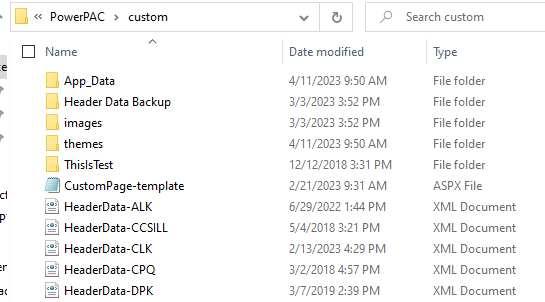 « PowerPAC > custom Search custom
Name Date modified Type
App_Data 4/11/2023 9:50 AM File folder
Header Data Backup 3/3/2023 3:52 PM File folder
images 3/3/2023 3:52 PM File folder
themes 4/11/2023 9:50 AM File folder
ThisIsTest 12/12/2018 3:31 PM File folder
CustomPage-template 2/21/2023 9:31 AM ASPX File
HeaderData-ALK 6/29/2022 1:44 PM XML Document
HeaderData-CCSILL 5/4/2018 3:21 PM XML Document
HeaderData-CLK 2/13/2023 4:29 PM XML Document
HeaderData-CPQ 3/2/2018 4:57 PM XML Document
HeaderData-DPK 3/7/2019 2:39 PM XML Document